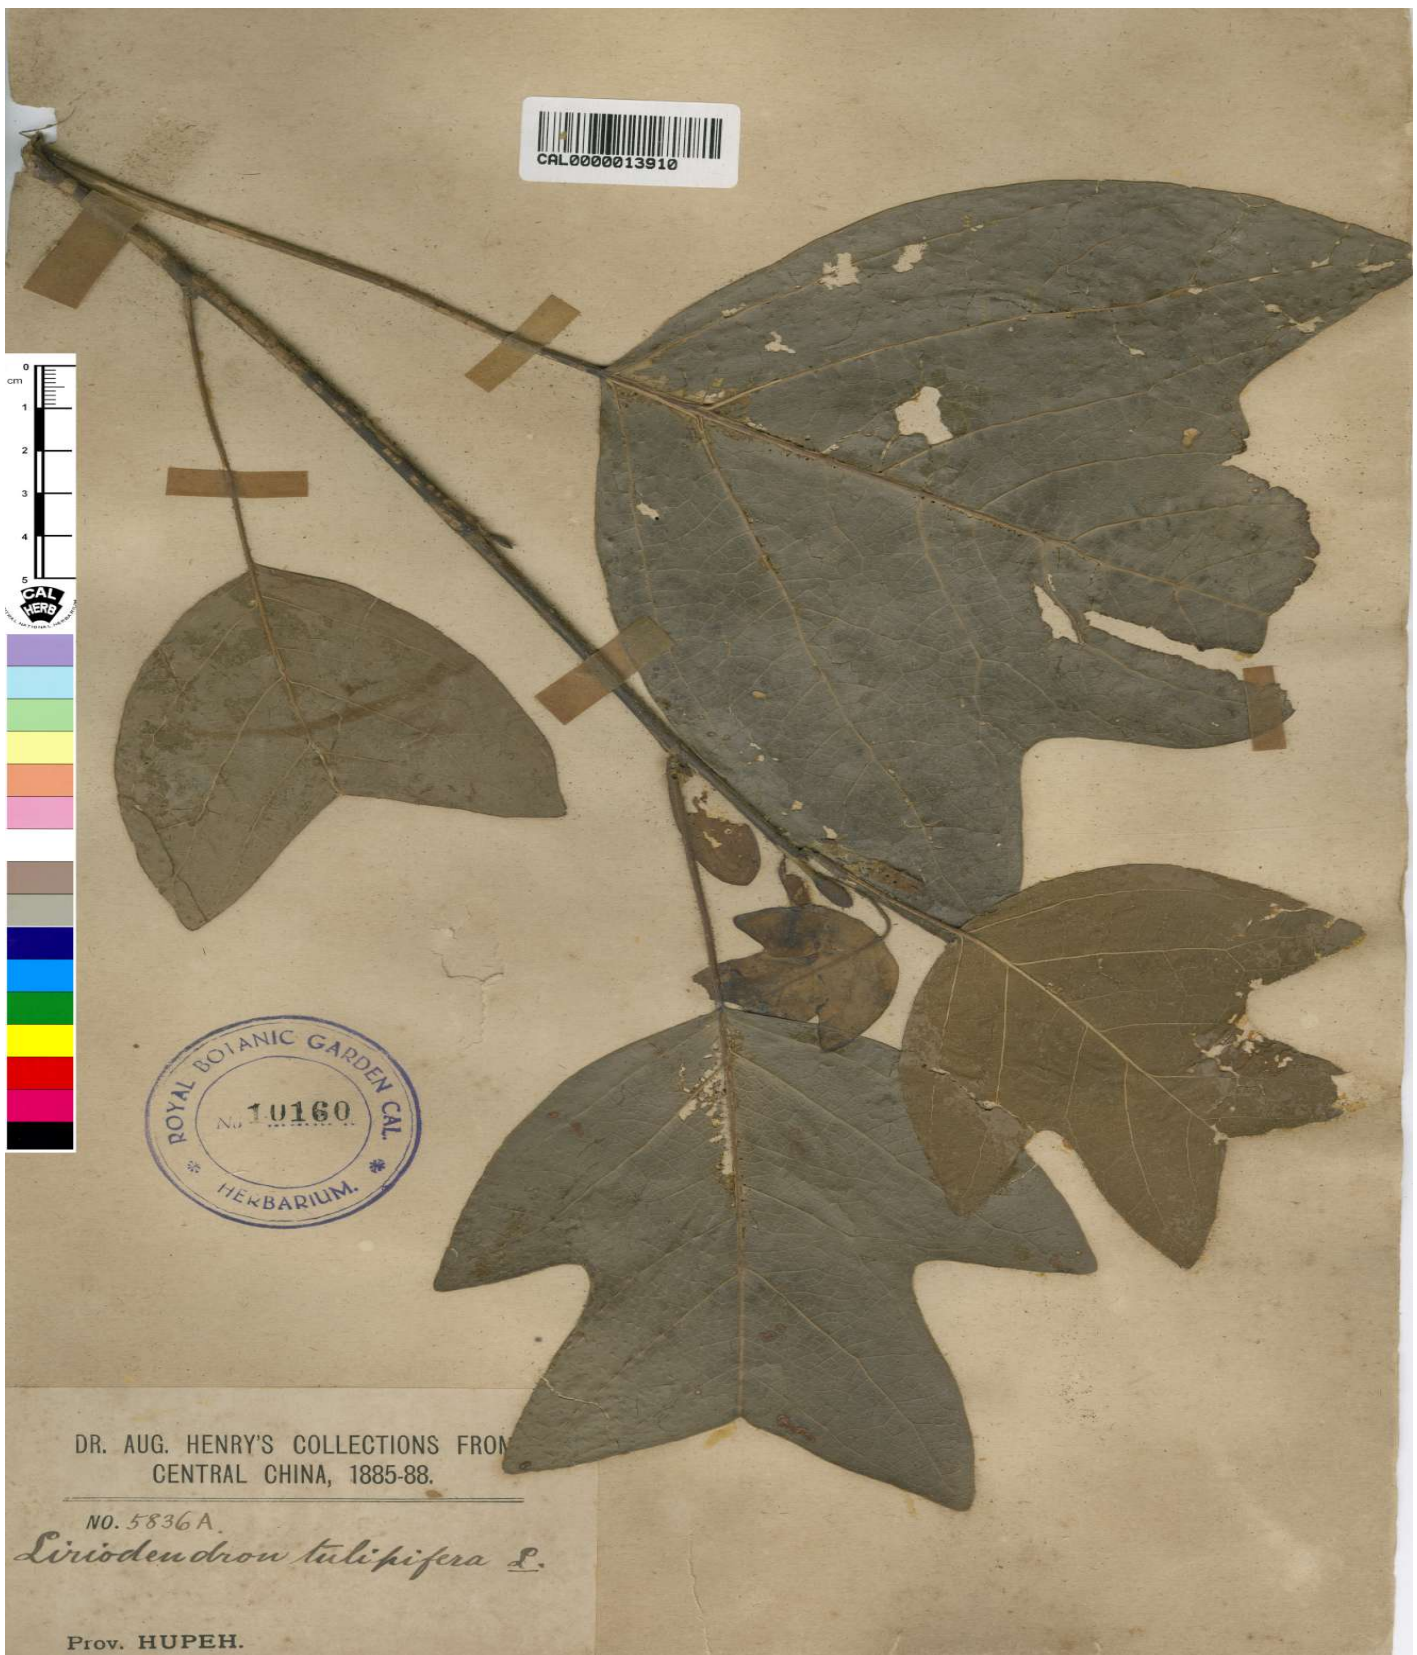 CAL0000013910
0
cm
1
2
3
4
5
CAL
HERB
ROYAL BOTANIC GARDEN CAL.
No 10160
HERBARIUM.
DR. AUG. HENRY'S COLLECTIONS FROM
CENTRAL CHINA, 1885-88.
NO. 5836A.
Liriodendron tulipifera L.
Prov. HUPEH.